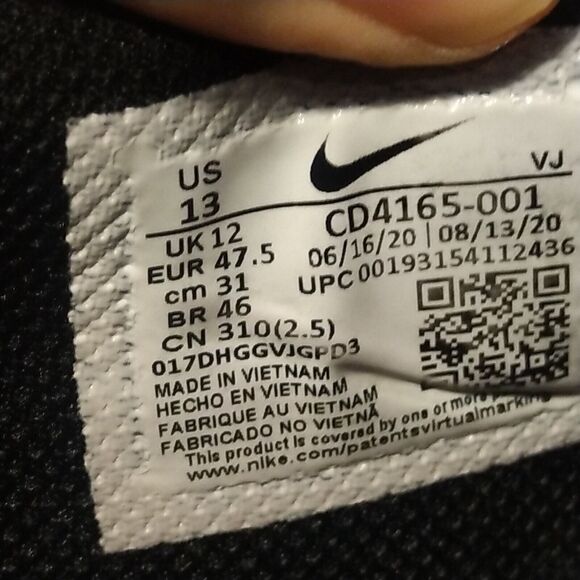 US
13
VJ
UK 12
CD4165-001
EUR 47.5
06/16/20 | 08/13/20
cm 31
UPC 00193154112436
BR 46
CN 310(2.5)
017DHGGVJGPD3
MADE IN VIETNAM
HECHO EN VIETNAM
FABRIQUE AU VIETNAM
FABRICADO NO VIETNÃ
This product is covered by one or more
www.nike.com/patentsvirtualmarkin